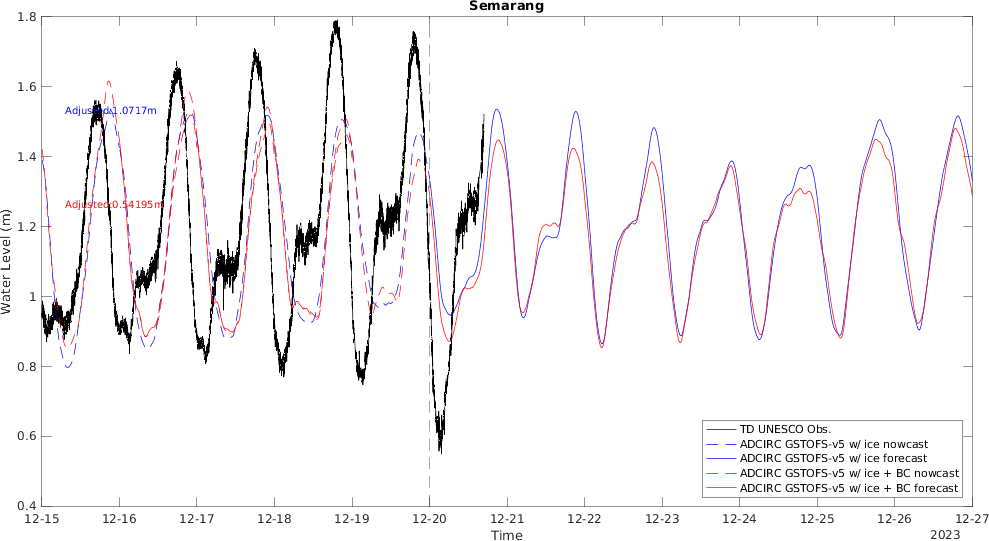 Semarang
1.8
1.6
1.4
1.2
1
0.8
0.6
0.4
Water Level (m)
Adjusted:1.0717m
Adjusted:0.54195m
TD UNESCO Obs.
ADCIRC GSTOFS-v5 w/ ice nowcast
ADCIRC GSTOFS-v5 w/ ice forecast
ADCIRC GSTOFS-v5 w/ ice + BC nowcast
ADCIRC GSTOFS-v5 w/ ice + BC forecast
12-15 12-16 12-17 12-18 12-19 12-20 12-21 12-22 12-23 12-24 12-25 12-26 12-27
Time
2023